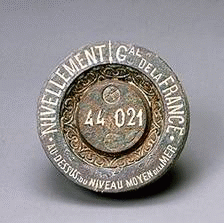 NIVELLEMENT GAL DE LA FRANCE
44 021
AU DESSUS DU NIVEAU MOYEN DE LA MER